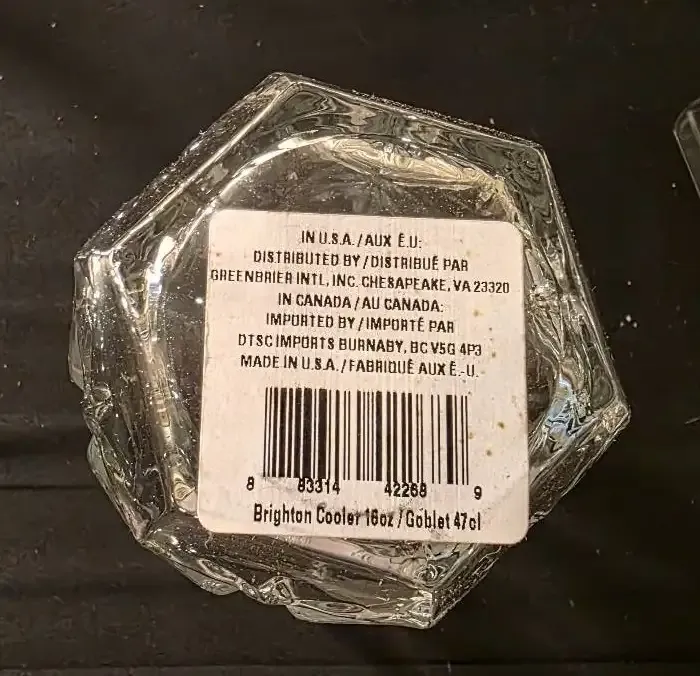 IN U.S.A./AUX É.U:
DISTRIBUTED BY/DISTRIBUÉ PAR
GREENBRIER INTL, INC. CHESAPEAKE, VA 23320
IN CANADA/AU CANADA:
IMPORTED BY/IMPORTÉ PAR
DTSC IMPORTS BURNABY, BC V5G 4P3
MADE IN U.S.A./FABRIQUÉ AUX É.-U.
8 83314 42268 9
Brighton Cooler 16oz/Goblet 47cl